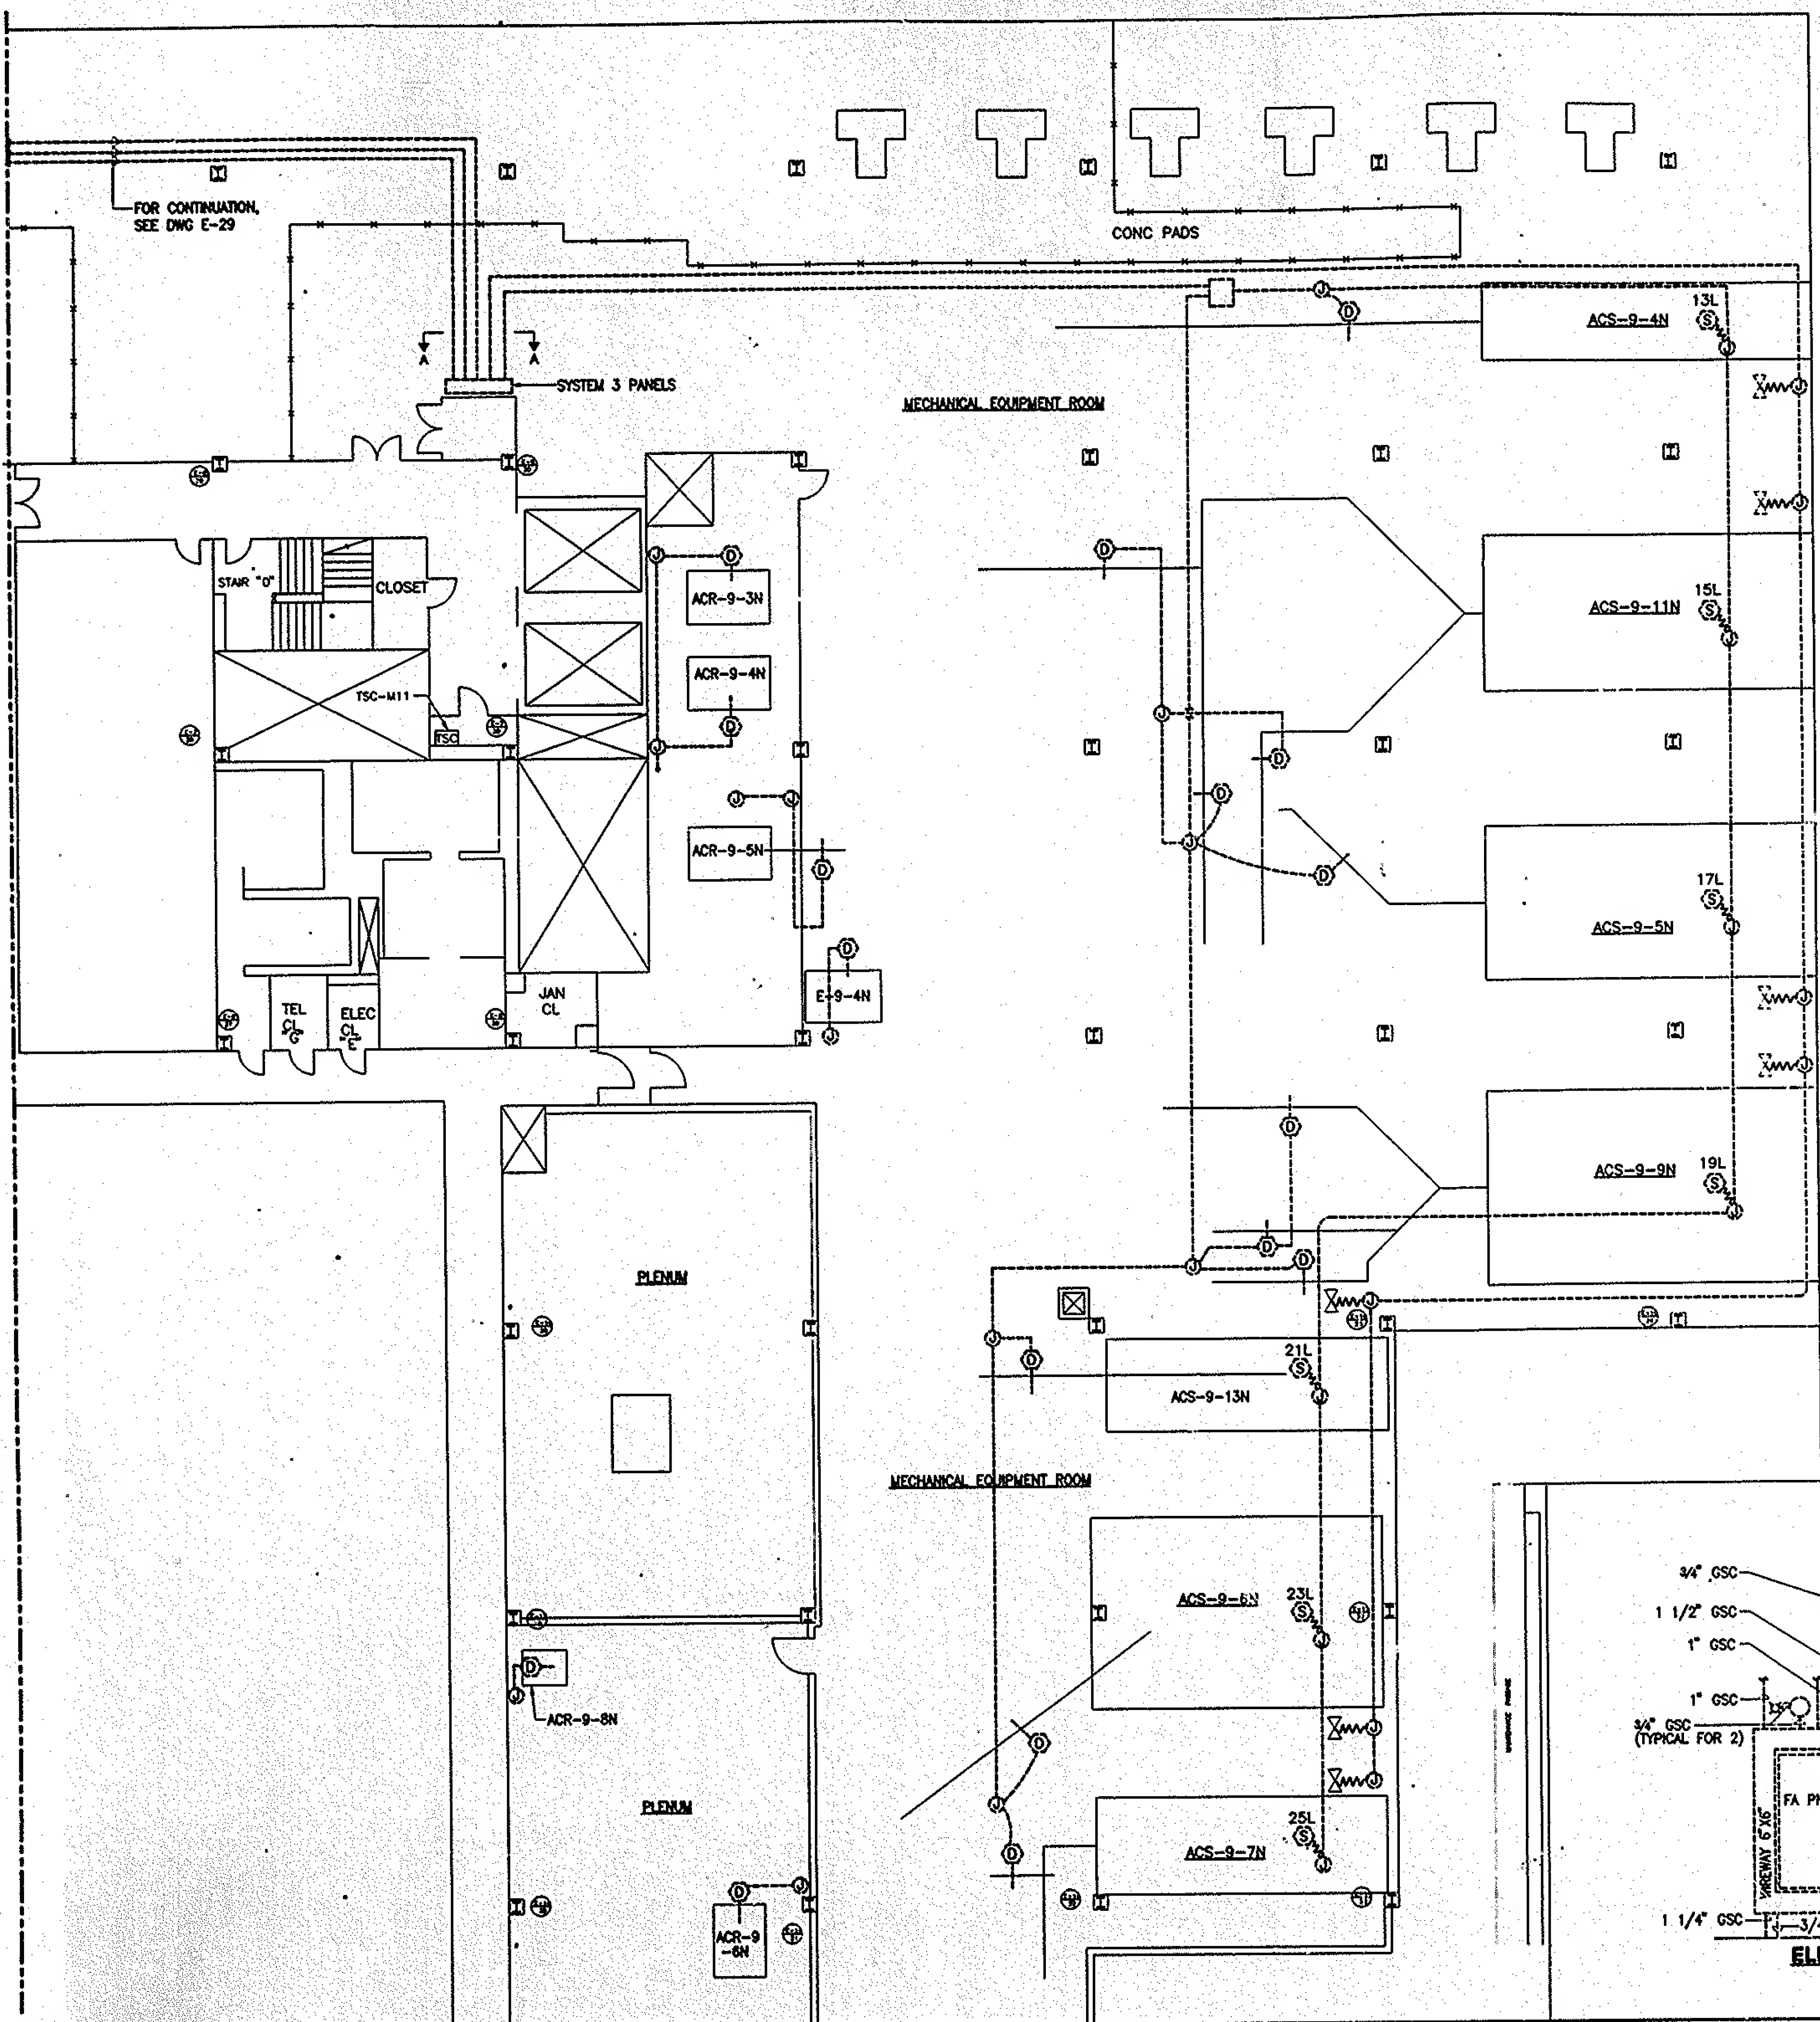 FOR CONTINUATION,
SEE DWG E-29
CONC PADS
13L
ACS-9-4N
A
A
SYSTEM 3 PANELS
MECHANICAL EQUIPMENT ROOM
STAIR "D"
CLOSET
ACR-9-3N
15L
ACS-9-11N
ACR-9-4N
TSC-M11
TSC
ACR-9-5N
17L
ACS-9-5N
E-9-4N
JAN
CL
TEL
CL
"G"
ELEC
CL
"E"
19L
ACS-9-9N
PLENUM
21L
ACS-9-13N
MECHANICAL EQUIPMENT ROOM
ACS-9-6N
23L
3/4" GSC
1 1/2" GSC
1" GSC
1" GSC
3/4" GSC
(TYPICAL FOR 2)
ACR-9-8N
PLENUM
25L
ACS-9-7N
WIREWAY 6"X6"
ACR-9
-6N
1 1/4" GSC